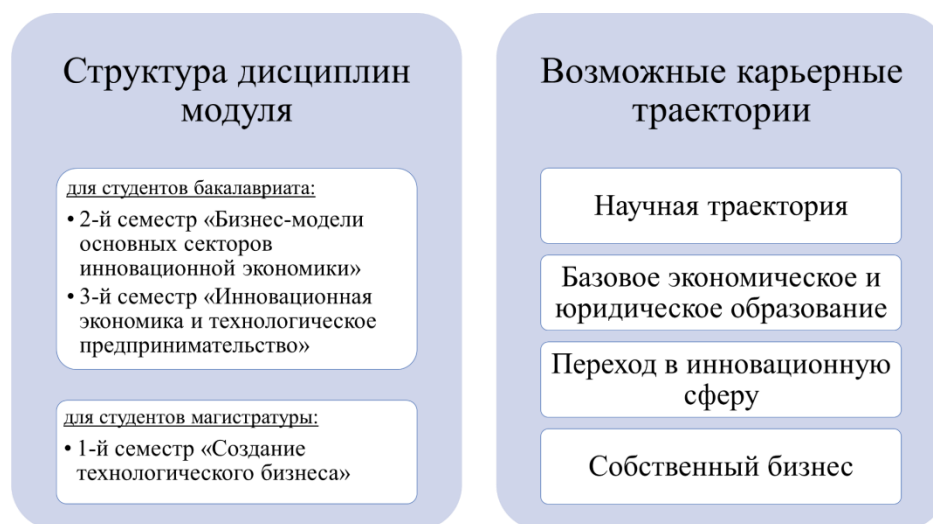 Структура дисциплин
модуля
для студентов бакалавриата:
• 2-й семестр «Бизнес-модели
основных секторов
инновационной экономики»
• 3-й семестр «Инновационная
экономика и технологическое
предпринимательство»
для студентов магистратуры:
• 1-й семестр «Создание
технологического бизнеса»
Возможные карьерные
траектории
Научная траектория
Базовое экономическое и
юридическое образование
Переход в инновационную
сферу
Собственный бизнес